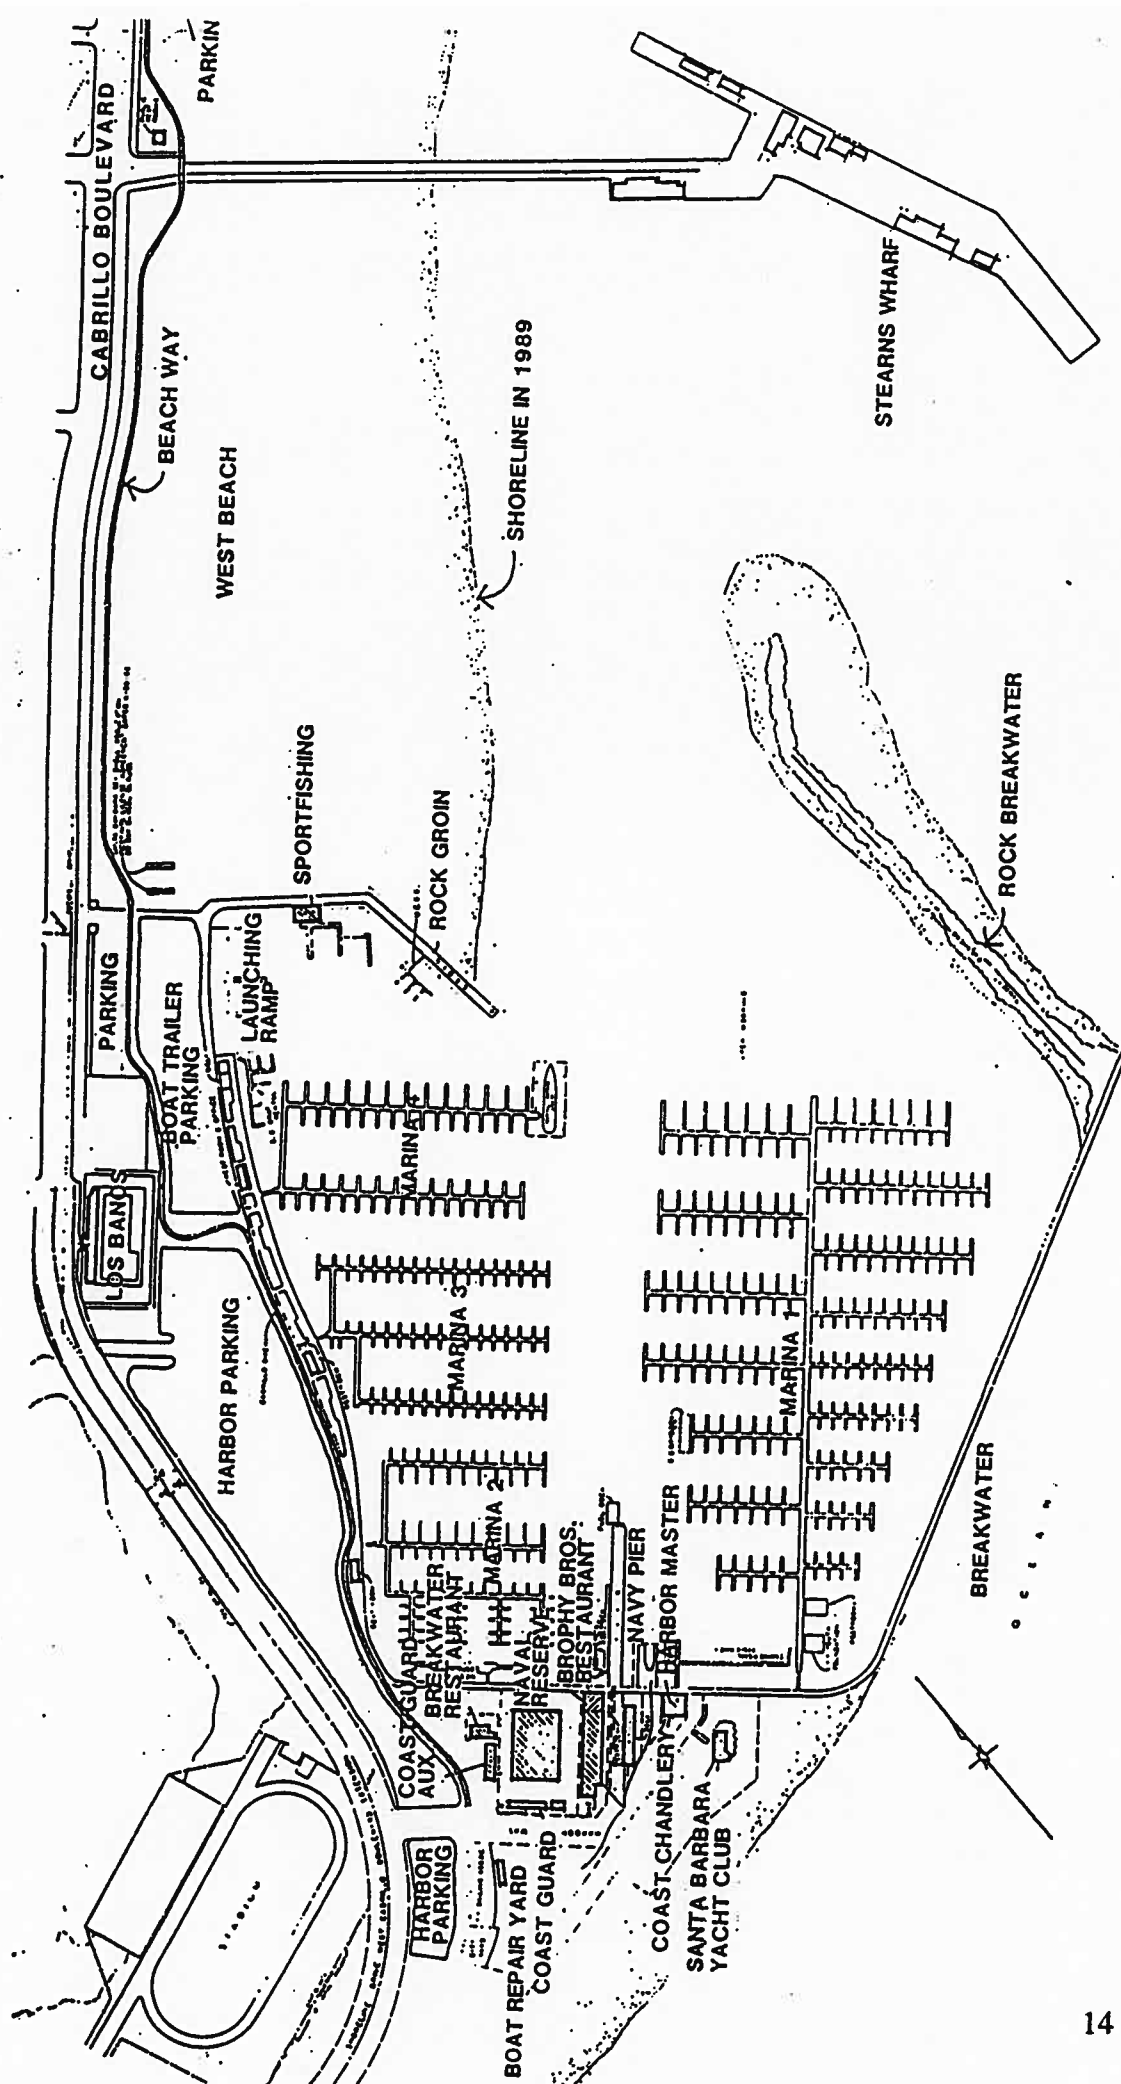 CABRILLO BOULEVARD
PARKIN
BEACH WAY
WEST BEACH
SHORELINE IN 1989
STEARNS WHARF
SPORTFISHING
ROCK GROIN
ROCK BREAKWATER
PARKING
BOAT TRAILER
PARKING
LAUNCHING
RAMP
LOS BANOS
HARBOR PARKING
MARINA 4
MARINA 3
MARINA 2
MARINA 1
BREAKWATER
OCEAN
COAST GUARD
AUX.
BREAKWATER
RESTAURANT
NAVAL
RESERVE
BROPHY BROS.
RESTAURANT
NAVY PIER
HARBOR MASTER
STADIUM
HARBOR
PARKING
BOAT REPAIR YARD
COAST GUARD
COAST CHANDLERY
SANTA BARBARA
YACHT CLUB
14